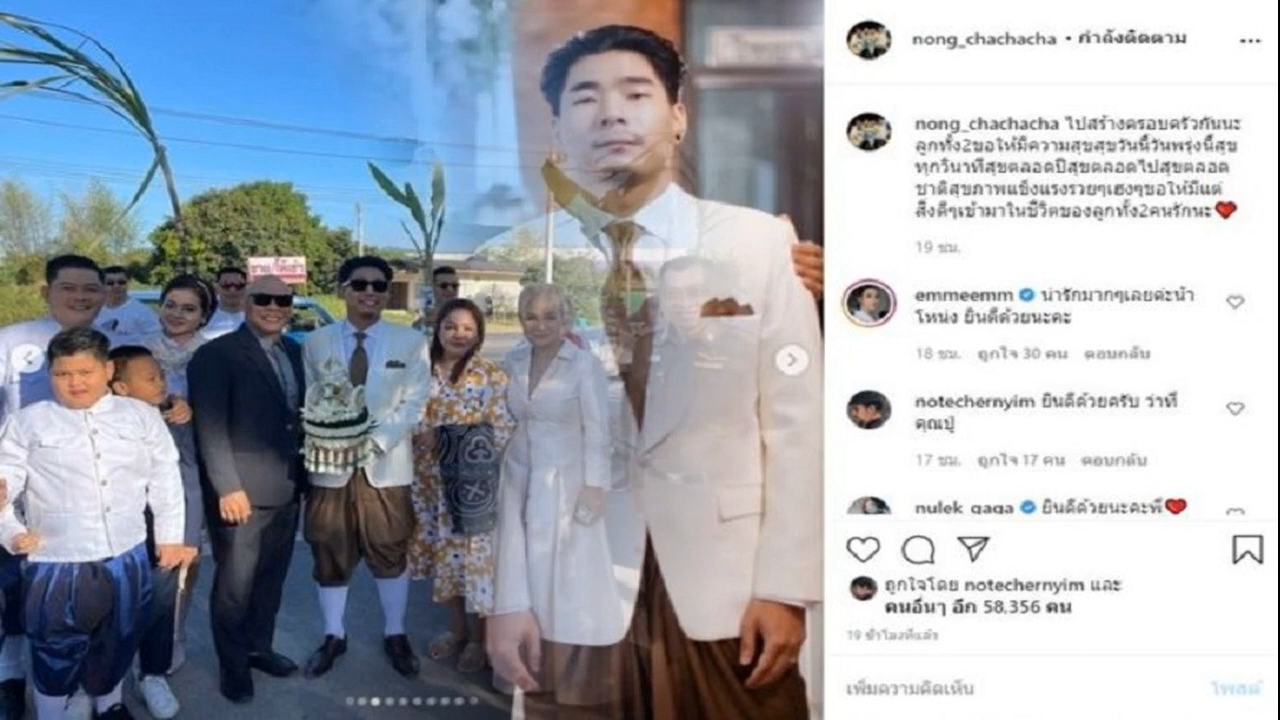 nong_chachacha • กำลังติดตาม
nong_chachacha ไปสร้างครอบครัวกันนะ
ลูกทั้ง2ขอให้มีความสุขสุขวันนี้วันพรุ่งนี้สุข
ทุกวินาทีสุขตลอดปีสุขตลอดไปสุขตลอด
ชาติสุขภาพแข็งแรงรวยๆเฮงๆขอให้มีแต่
สิ่งดีๆเข้ามาในชีวิตของลูกทั้ง2คนรักนะ❤️
19 ชม.
emmeemm น่ารักมากๆเลยค่ะน้า
โหน่ง ยินดีด้วยนะคะ
18 ชม. ถูกใจ 30 คน ตอบกลับ
notechernyim ยินดีด้วยครับ ว่าที่
คุณปู่
17 ชม. ถูกใจ 17 คน ตอบกลับ
nulek_gaga ยินดีด้วยนะคะพี่❤️
ถูกใจโดย notechernyim และ
คนอื่นๆ อีก 58,356 คน
19 ชั่วโมงที่แล้ว
เพิ่มความคิดเห็น โพสต์